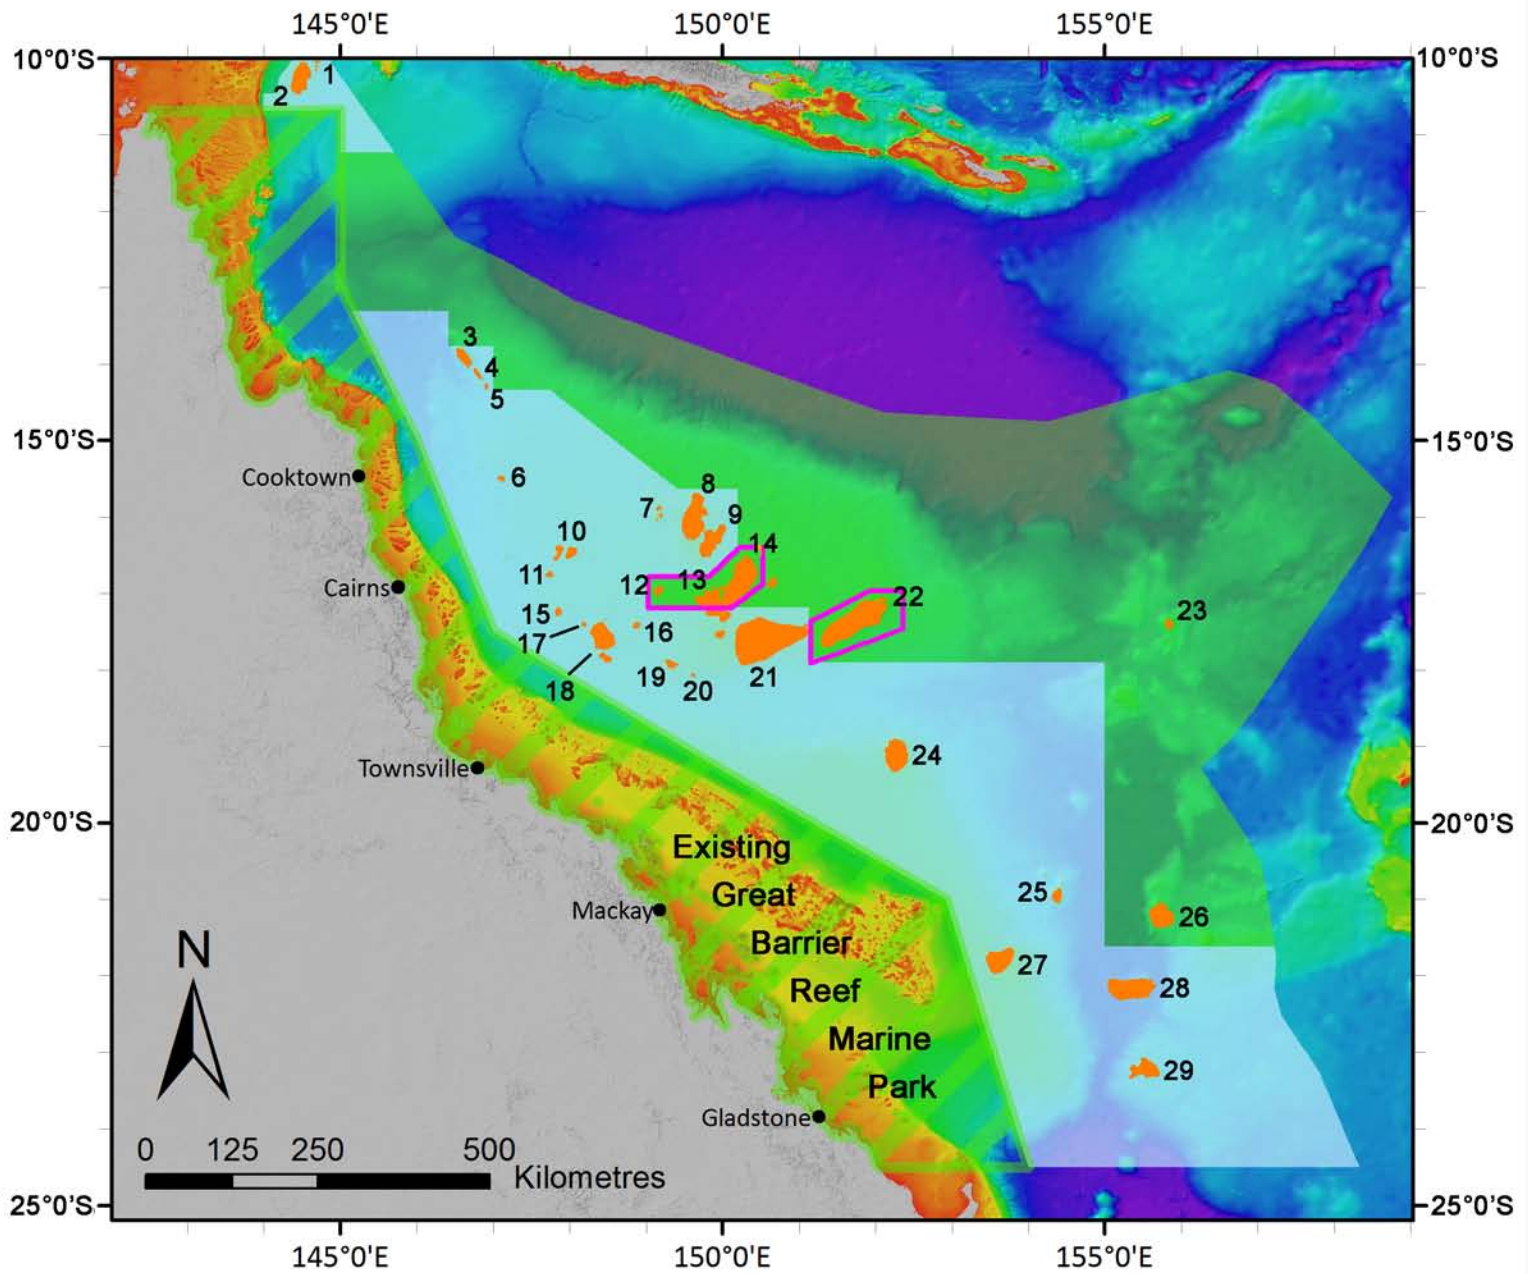 145°0'E 150°0'E 155°0'E
10°0'S 10°0'S
1
2
3
4
5
15°0'S 15°0'S
Cooktown
6
7
8
9
10
14
11
12
13
Cairns
22
23
15
16
17
18
19
20
21
24
Townsville
20°0'S 20°0'S
Existing
Great
Barrier
Reef
Marine
Park
25
26
Mackay
27
28
29
N
Gladstone
0 125 250 500
Kilometres
25°0'S 25°0'S
145°0'E 150°0'E 155°0'E